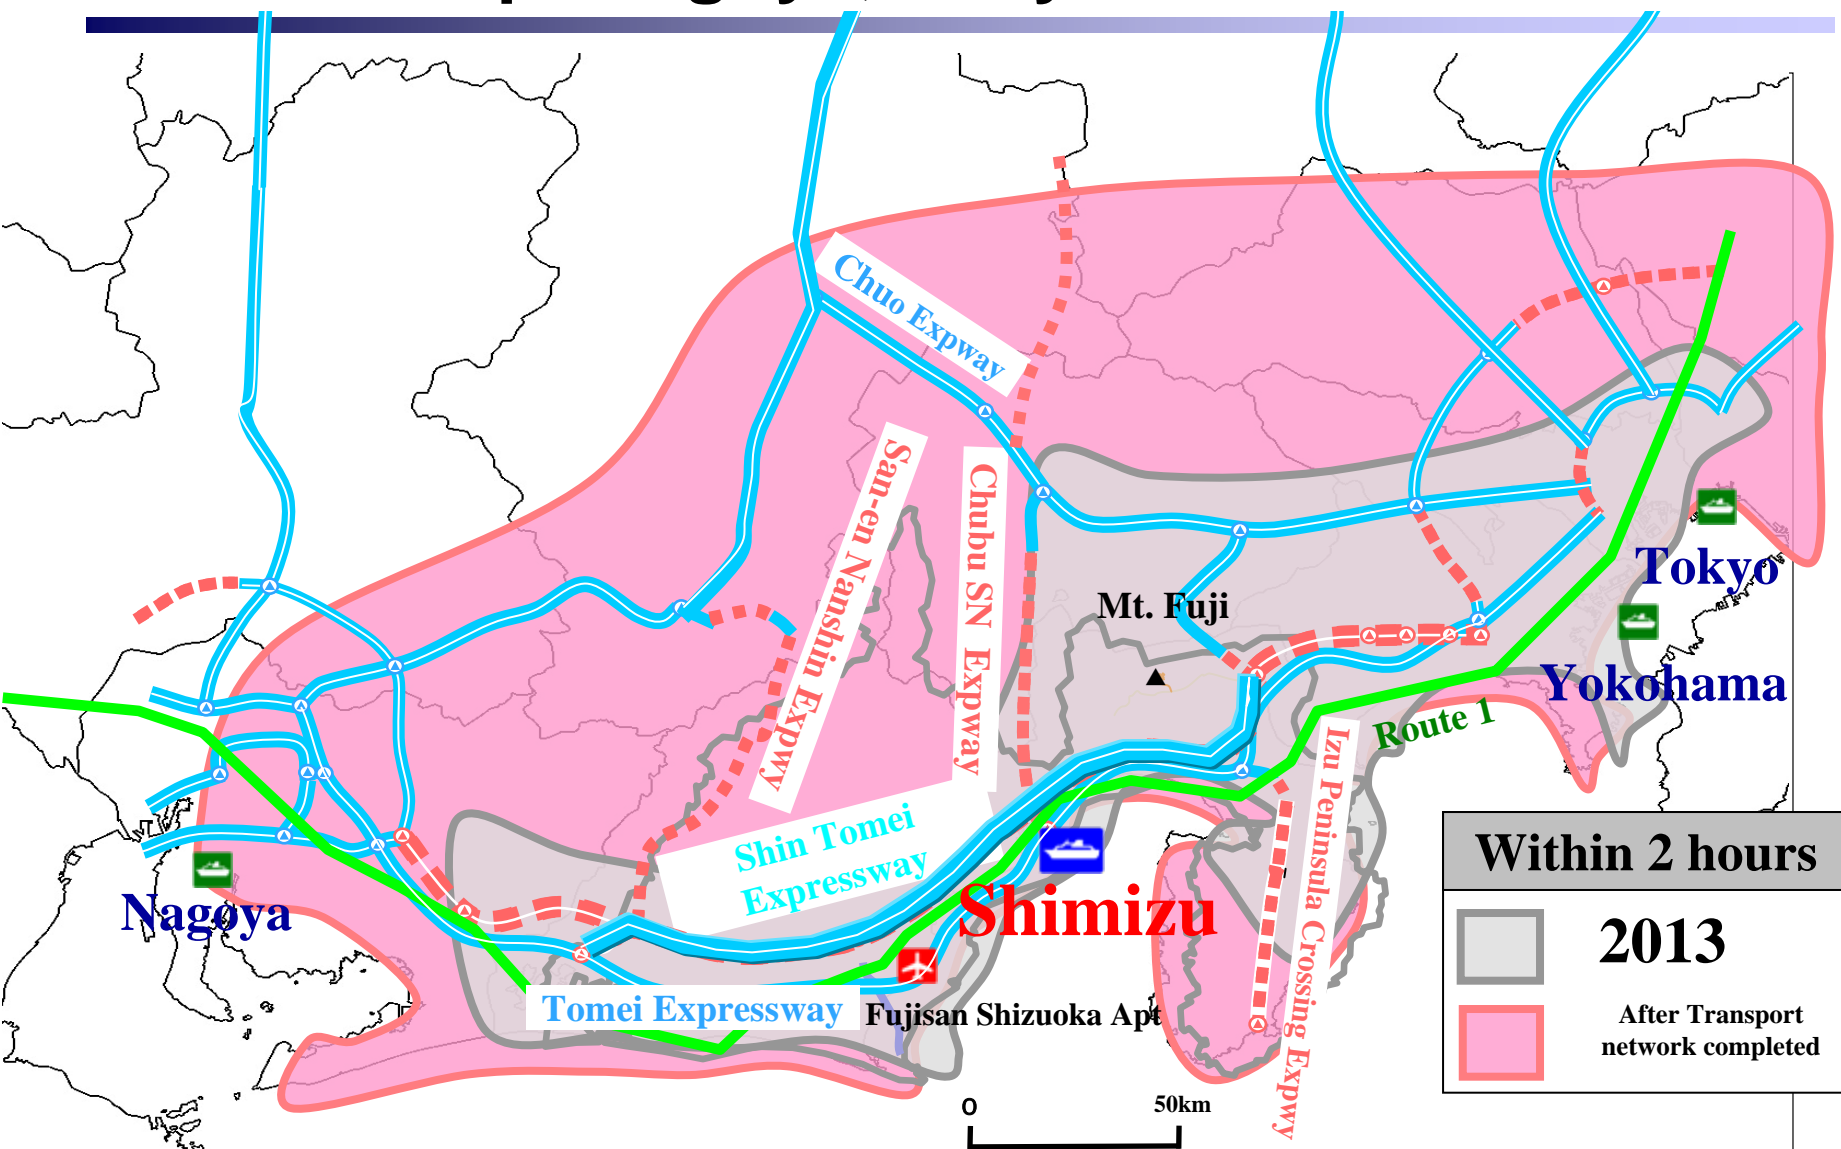 Chuo Expway
San-en Nanshin Expwy
Chubu SN Expway
Mt. Fuji
Tokyo
Yokohama
Route 1
Izu Peninsula Crossing Expwy
Shin Tomei
Expressway
Nagoya
Shimizu
Tomei Expressway
Fujisan Shizuoka Apt
Within 2 hours
2013
After Transport
network completed
0 50km